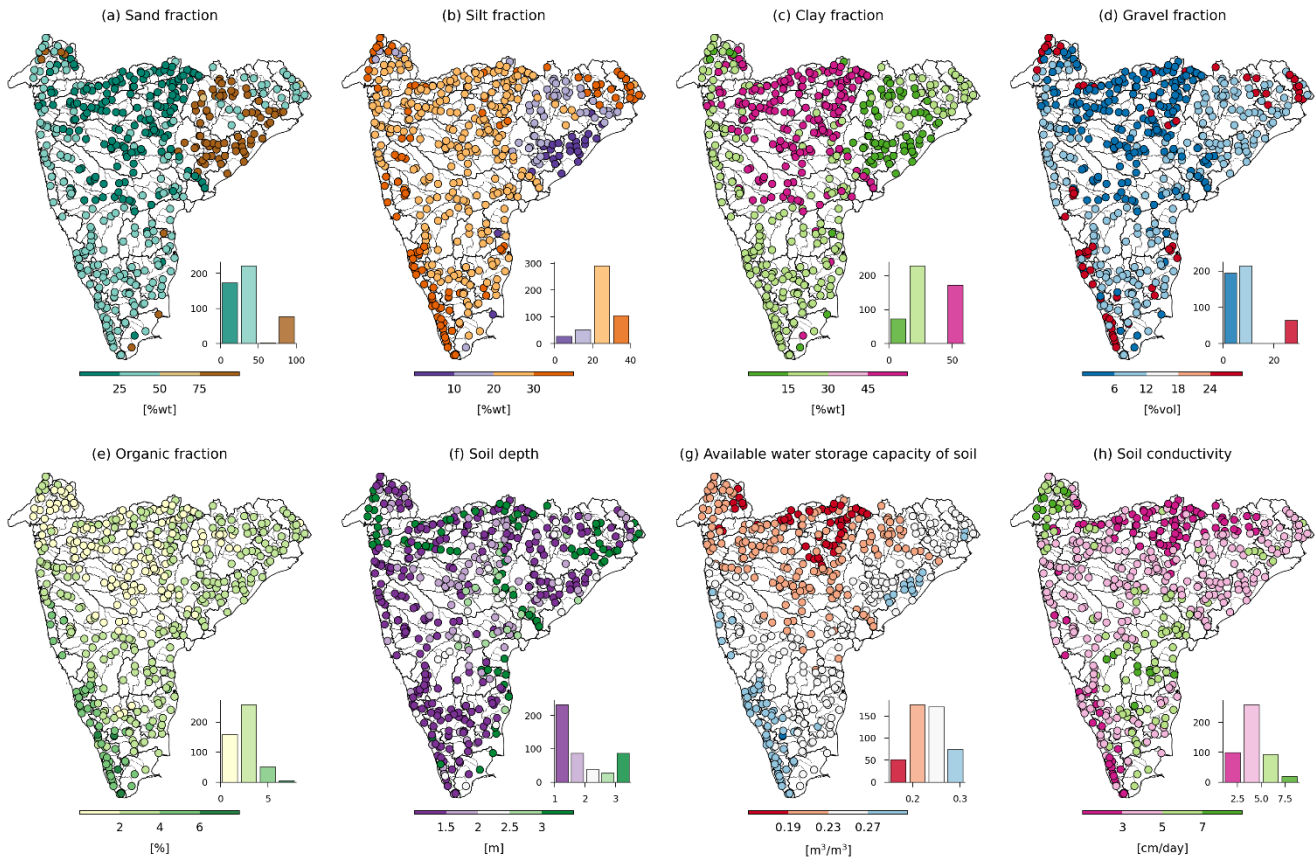 (a) Sand fraction
(b) Silt fraction
(c) Clay fraction
(d) Gravel fraction
200
100
0
0 50 100
25 50 75
[%wt]
300
200
100
0
0 20 40
10 20 30
[%wt]
200
100
0
0 50
15 30 45
[%wt]
200
100
0
0 20
6 12 18 24
[%vol]
(e) Organic fraction
(f) Soil depth
(g) Available water storage capacity of soil
(h) Soil conductivity
200
100
0
0 5
2 4 6
[%]
200
100
0
1 2 3
1.5 2 2.5 3
[m]
150
100
50
0
0.2 0.3
0.19 0.23 0.27
[m³/m³]
200
100
0
2.5 5.0 7.5
3 5 7
[cm/day]